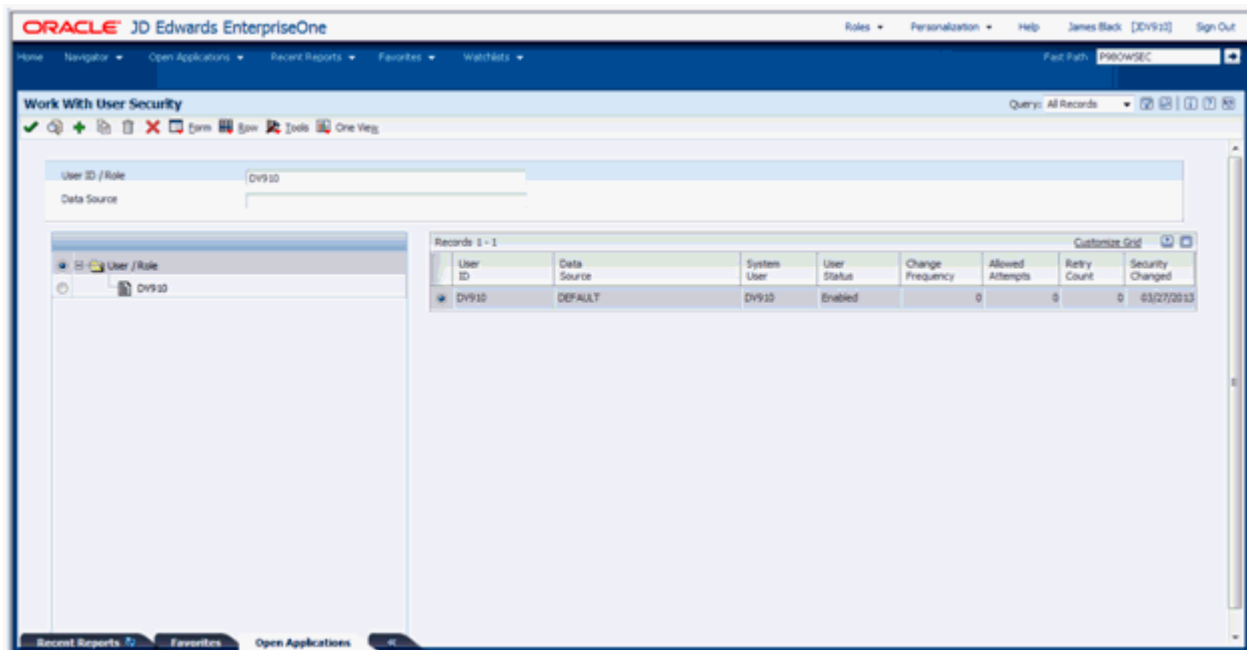 ORACLE JD Edwards EnterpriseOne Roles Personalization Help James Black [JDV910] Sign Out
Home Navigator Open Applications Recent Reports Favorites Watchlists Fast Path P98OWSEC
Work With User Security Query: All Records
Form Row Tools One View
User ID / Role DV910
Data Source
Records 1 - 1 Customize Grid
User / Role
DV910
User ID Data Source System User User Status Change Frequency Allowed Attempts Retry Count Security Changed
DV910 DEFAULT DV910 Enabled 0 0 0 03/27/2013
Recent Reports Favorites Open Applications «